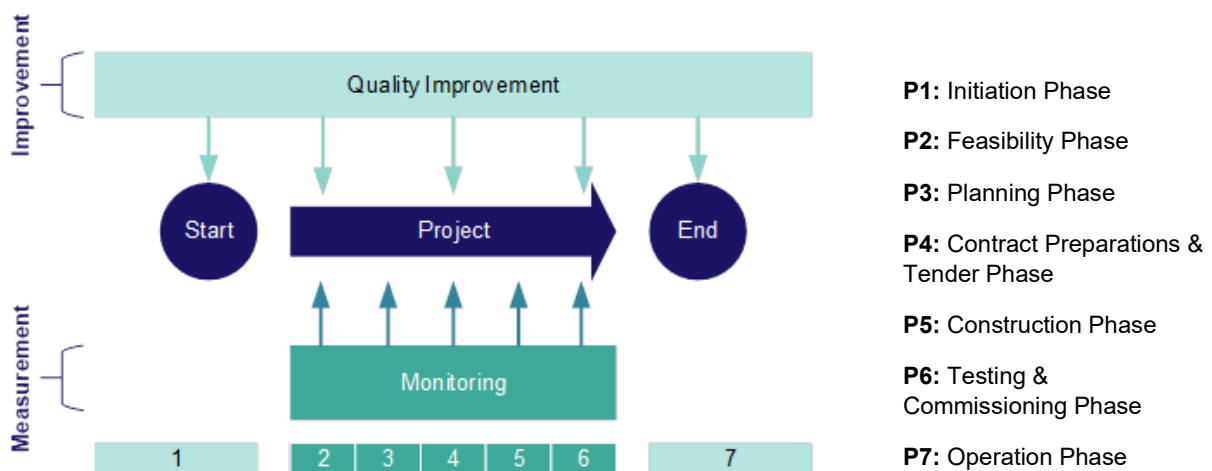 Improvement
Quality Improvement
Start
Project
End
Measurement
Monitoring
1
2
3
4
5
6
7
P1: Initiation Phase
P2: Feasibility Phase
P3: Planning Phase
P4: Contract Preparations &
Tender Phase
P5: Construction Phase
P6: Testing &
Commissioning Phase
P7: Operation Phase